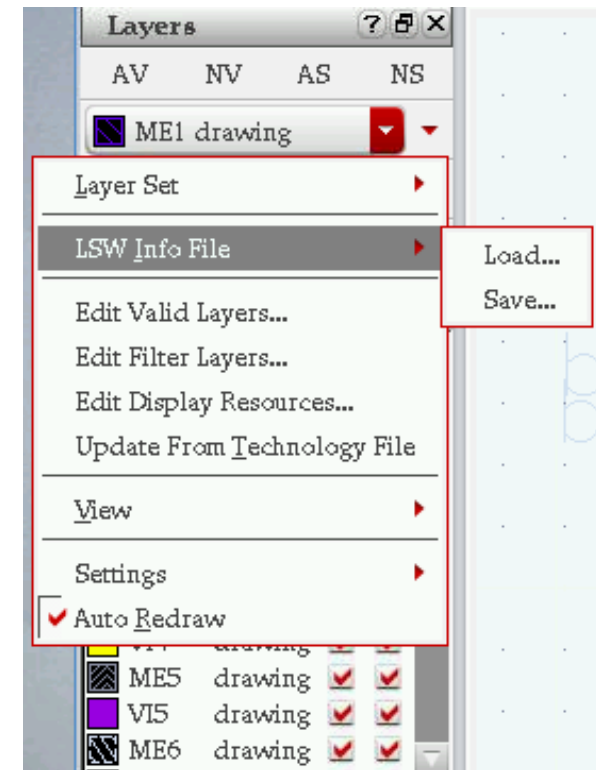 Layers
AV NV AS NS
ME1 drawing
Layer Set
LSW Info File
Load...
Save...
Edit Valid Layers...
Edit Filter Layers...
Edit Display Resources...
Update From Technology File
View
Settings
Auto Redraw
ME5 drawing
VI5 drawing
ME6 drawing